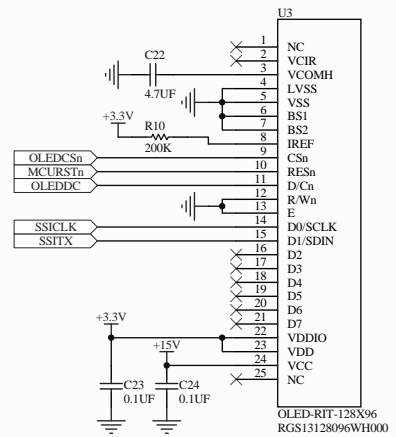 U3
1 NC
2 VCIR
C22 3 VCOMH
4.7UF 4 LVSS
5 VSS
6 BS1
+3.3V 7 BS2
R10 8 IREF
200K
OLEDCSn 9 CSn
MCURSTn 10 RESn
OLEDDC 11 D/Cn
12 R/Wn
13 E
SSICLK 14 D0/SCLK
SSITX 15 D1/SDIN
16 D2
17 D3
18 D4
19 D5
20 D6
21 D7
+3.3V 22 VDDIO
+15V 23 VDD
24 VCC
25 NC
C23 C24
0.1UF 0.1UF
OLED-RIT-128X96
RGS13128096WH000